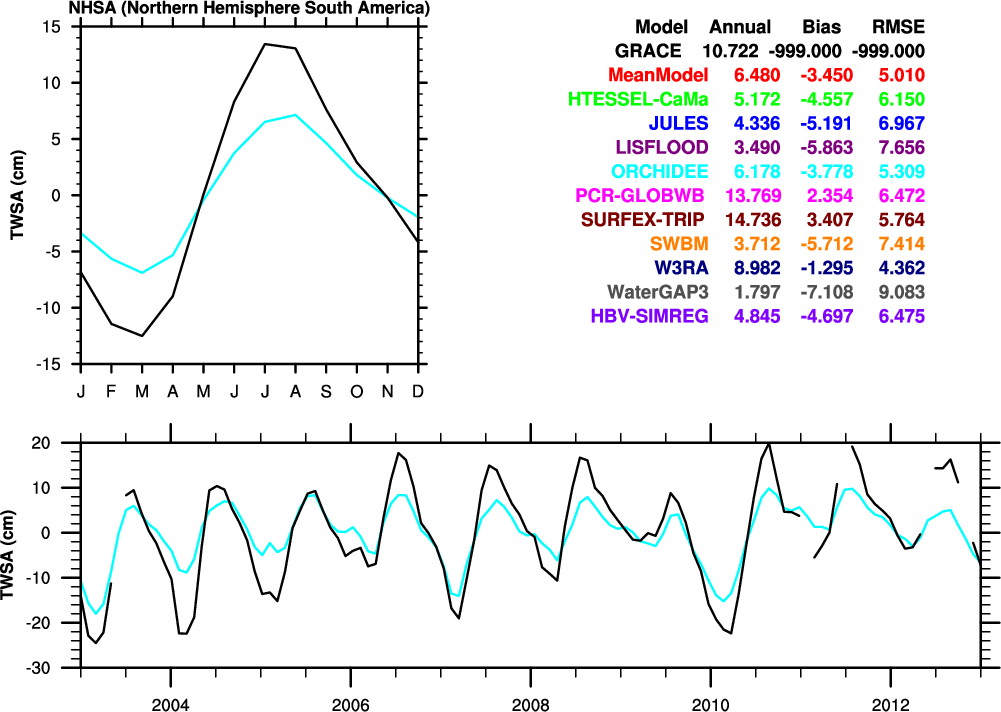 NHSA (Northern Hemisphere South America)
15
10
5
0
-5
-10
-15
TWSA (cm)
J F M A M J J A S O N D
Model Annual Bias RMSE
GRACE 10.722 -999.000 -999.000
MeanModel 6.480 -3.450 5.010
HTESSEL-CaMa 5.172 -4.557 6.150
JULES 4.336 -5.191 6.967
LISFLOOD 3.490 -5.863 7.656
ORCHIDEE 6.178 -3.778 5.309
PCR-GLOBWB 13.769 2.354 6.472
SURFEX-TRIP 14.736 3.407 5.764
SWBM 3.712 -5.712 7.414
W3RA 8.982 -1.295 4.362
WaterGAP3 1.797 -7.108 9.083
HBV-SIMREG 4.845 -4.697 6.475
20
10
0
-10
-20
-30
TWSA (cm)
2004 2006 2008 2010 2012